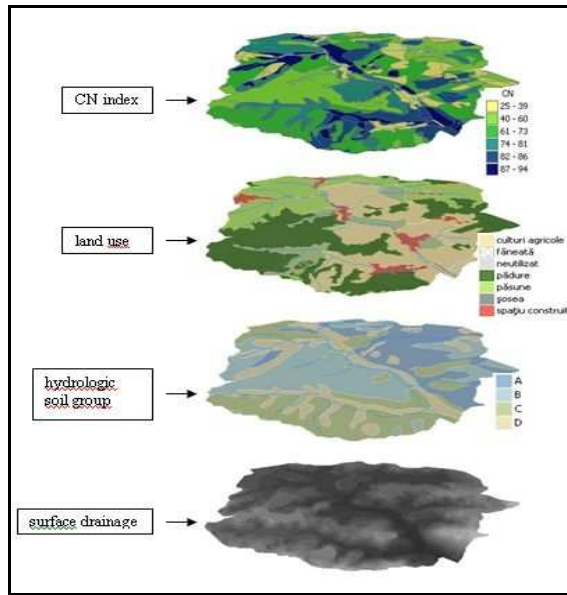 CN index
CN
25 - 39
40 - 60
61 - 73
74 - 81
82 - 86
87 - 94
land use
culturi agricole
fâneată
neutilizat
pădure
pășune
șosea
spațiu construit
hydrologic
soil group
A
B
C
D
surface drainage